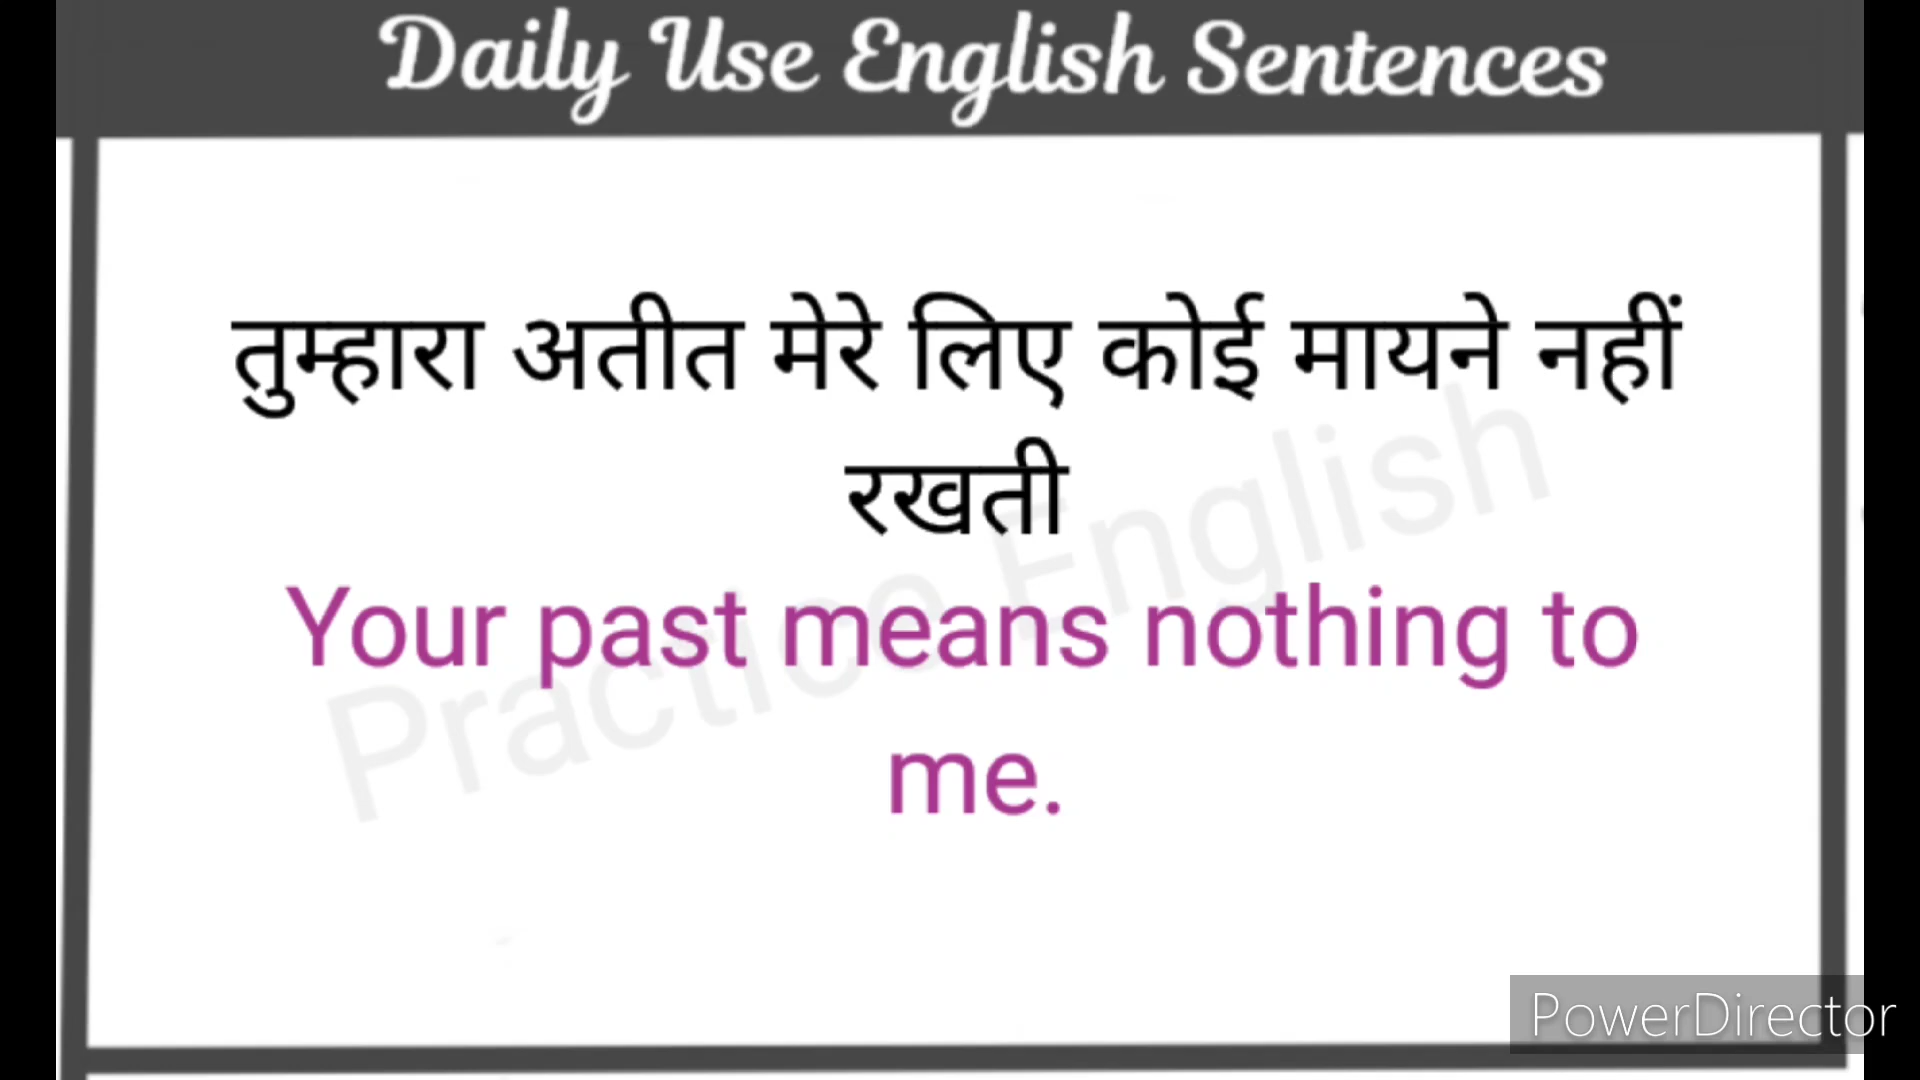 Daily Use English Sentences
तुम्हारा अतीत मेरे लिए कोई मायने नहीं
रखती
Your past means nothing to
me.
Practice English
PowerDirector